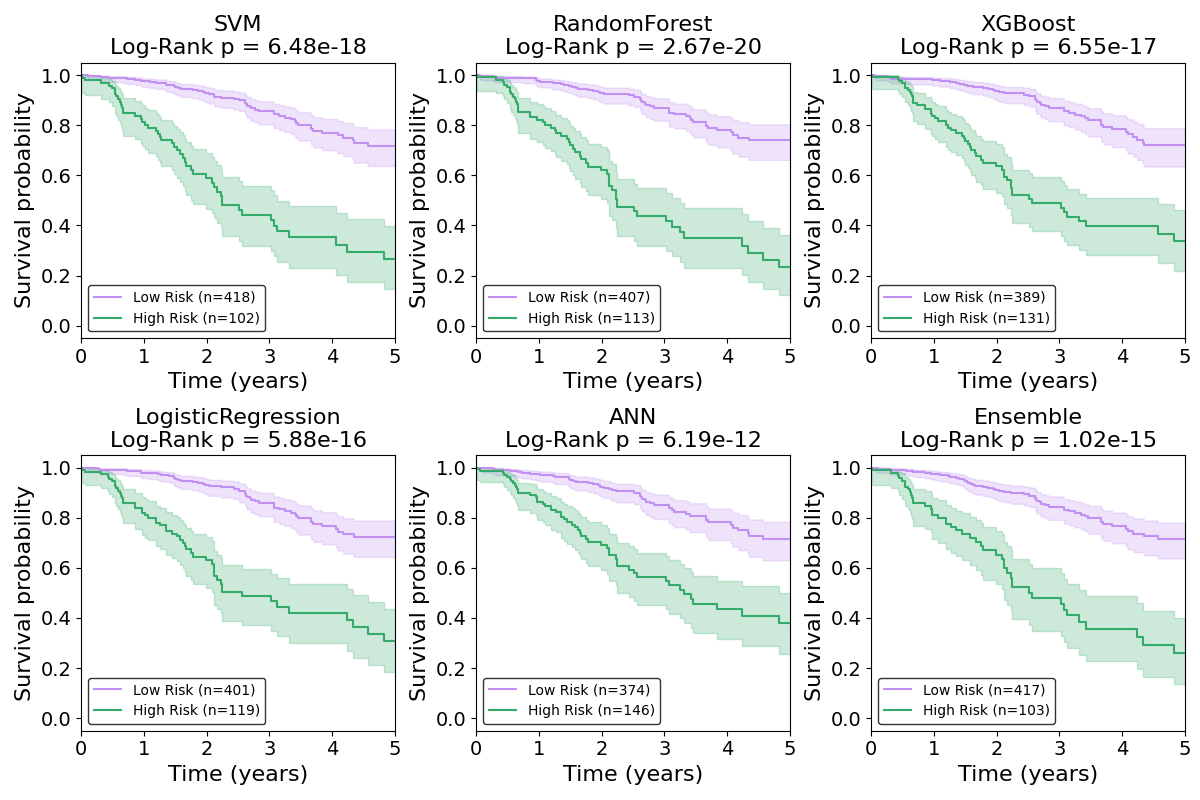 SVM
Log-Rank p = 6.48e-18
Survival probability
1.0
0.8
0.6
0.4
0.2
0.0
Low Risk (n=418)
High Risk (n=102)
0 1 2 3 4 5
Time (years)
RandomForest
Log-Rank p = 2.67e-20
Survival probability
1.0
0.8
0.6
0.4
0.2
0.0
Low Risk (n=407)
High Risk (n=113)
0 1 2 3 4 5
Time (years)
XGBoost
Log-Rank p = 6.55e-17
Survival probability
1.0
0.8
0.6
0.4
0.2
0.0
Low Risk (n=389)
High Risk (n=131)
0 1 2 3 4 5
Time (years)
LogisticRegression
Log-Rank p = 5.88e-16
Survival probability
1.0
0.8
0.6
0.4
0.2
0.0
Low Risk (n=401)
High Risk (n=119)
0 1 2 3 4 5
Time (years)
ANN
Log-Rank p = 6.19e-12
Survival probability
1.0
0.8
0.6
0.4
0.2
0.0
Low Risk (n=374)
High Risk (n=146)
0 1 2 3 4 5
Time (years)
Ensemble
Log-Rank p = 1.02e-15
Survival probability
1.0
0.8
0.6
0.4
0.2
0.0
Low Risk (n=417)
High Risk (n=103)
0 1 2 3 4 5
Time (years)